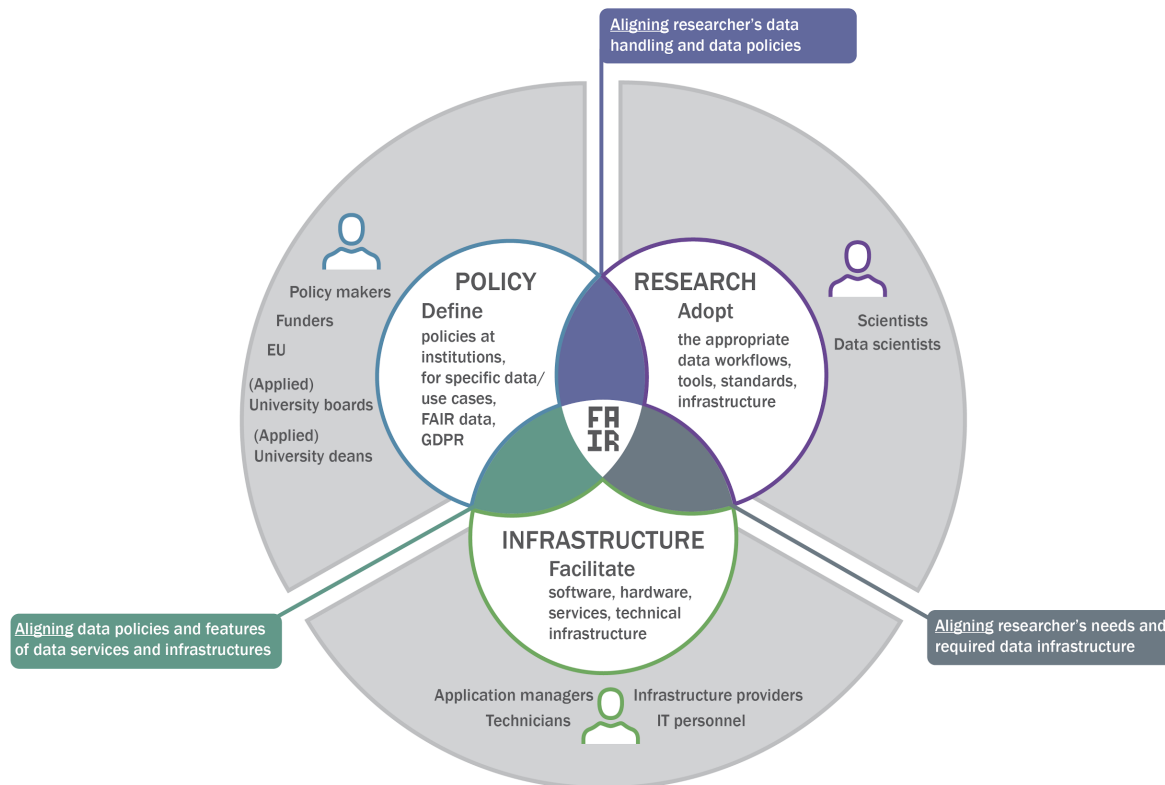 Aligning researcher's data
handling and data policies
POLICY
Define
policies at
institutions,
for specific data/
use cases,
FAIR data,
GDPR
RESEARCH
Adopt
the appropriate
data workflows,
tools, standards,
infrastructure
Policy makers
Funders
EU
(Applied)
University boards
(Applied)
University deans
Scientists
Data scientists
FA
IR
INFRASTRUCTURE
Facilitate
software, hardware,
services, technical
infrastructure
Aligning data policies and features
of data services and infrastructures
Aligning researcher's needs and
required data infrastructure
Application managers
Technicians
Infrastructure providers
IT personnel